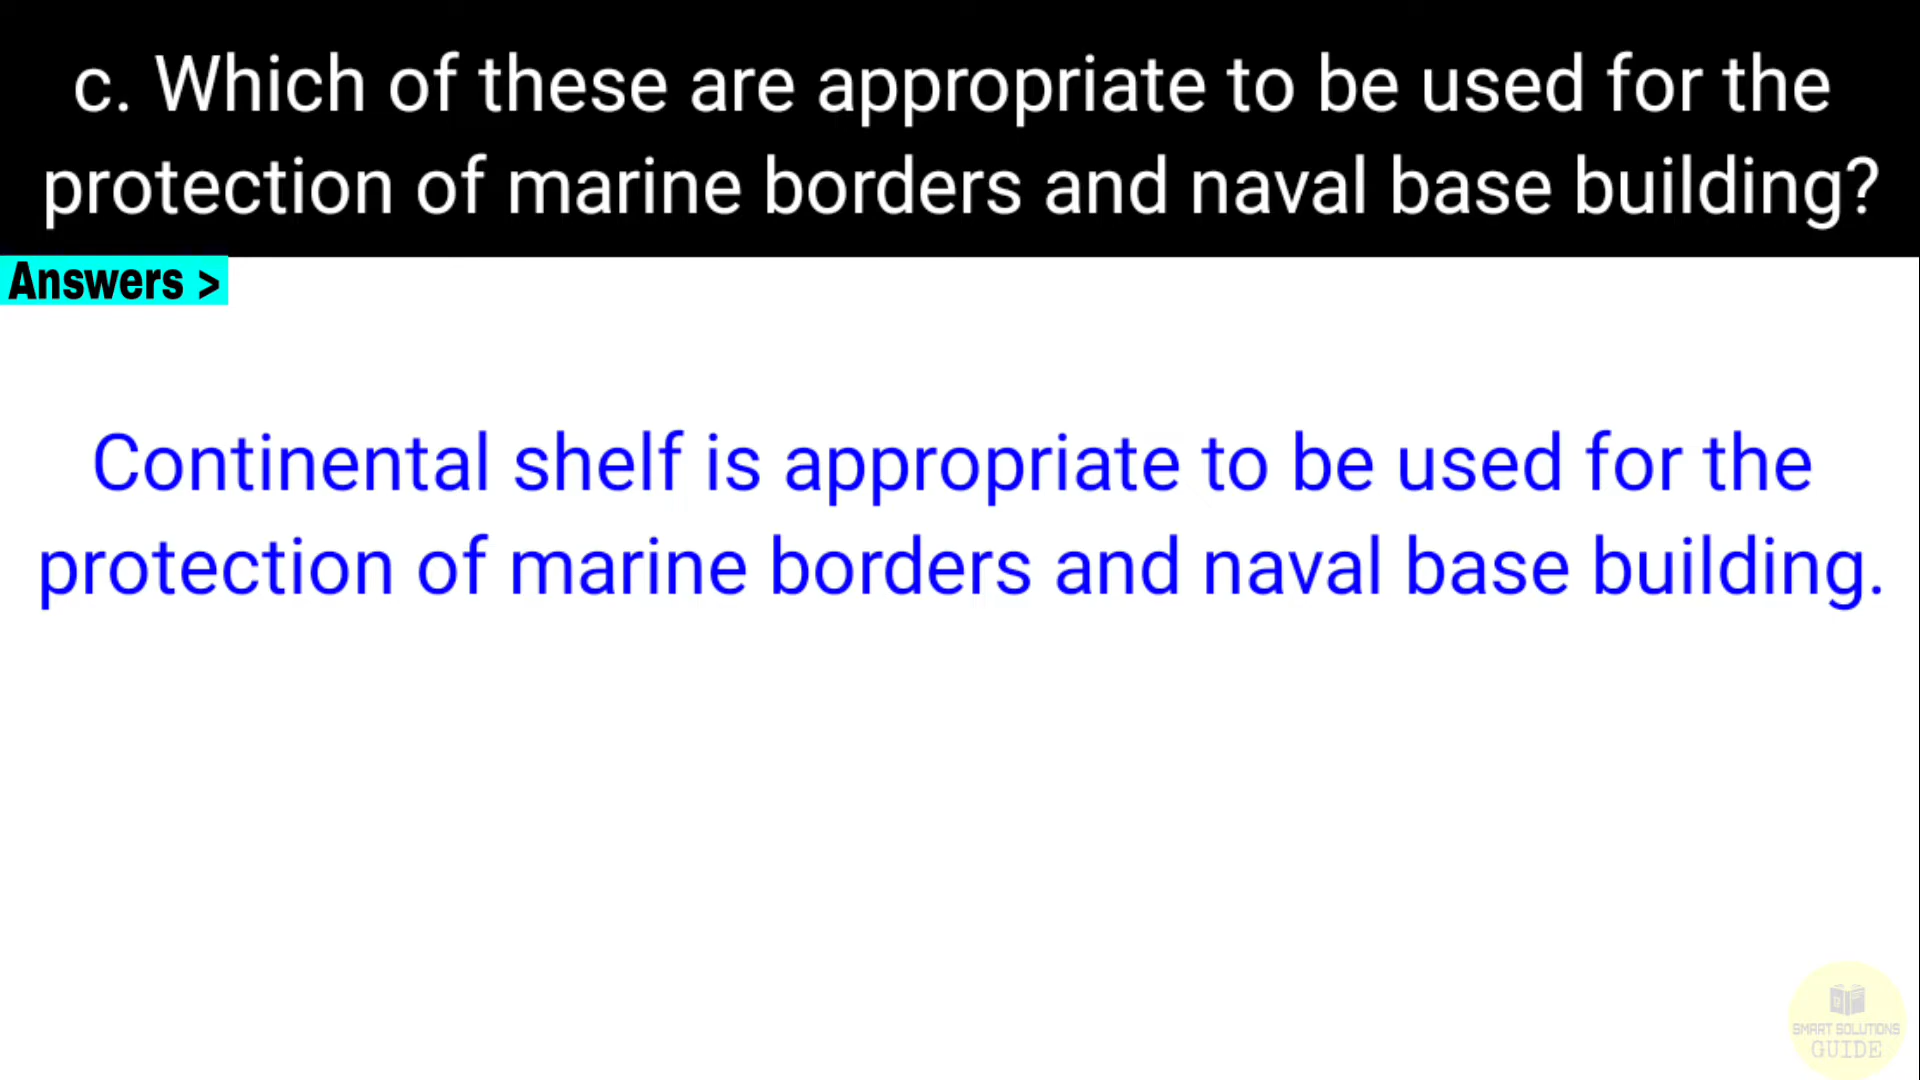 c. Which of these are appropriate to be used for the
protection of marine borders and naval base building?
Answers >
Continental shelf is appropriate to be used for the
protection of marine borders and naval base building.
SMART SOLUTIONS
GUIDE